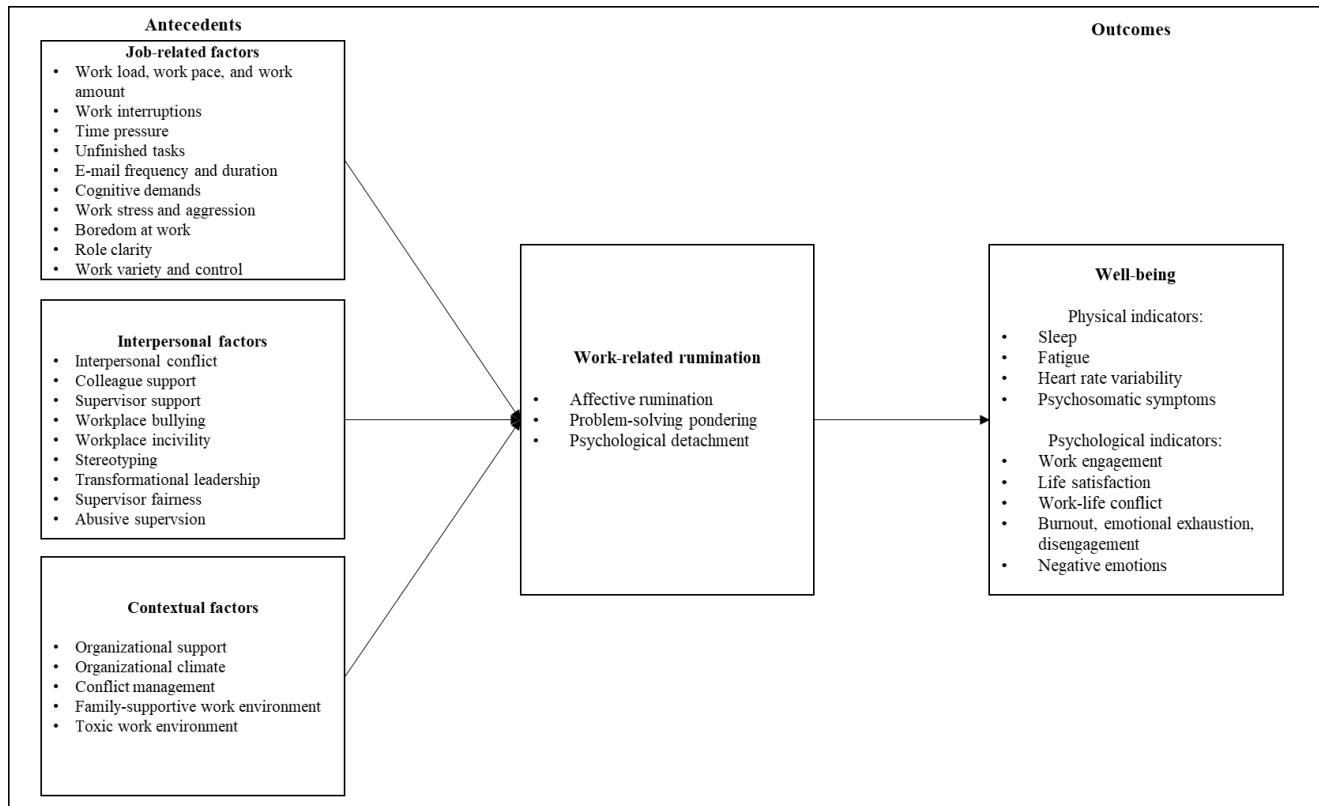 Antecedents
Job-related factors
• Work load, work pace, and work
amount
• Work interruptions
• Time pressure
• Unfinished tasks
• E-mail frequency and duration
• Cognitive demands
• Work stress and aggression
• Boredom at work
• Role clarity
• Work variety and control
Interpersonal factors
• Interpersonal conflict
• Colleague support
• Supervisor support
• Workplace bullying
• Workplace incivility
• Stereotyping
• Transformational leadership
• Supervisor fairness
• Abusive supervsion
Contextual factors
• Organizational support
• Organizational climate
• Conflict management
• Family-supportive work environment
• Toxic work environment
Work-related rumination
• Affective rumination
• Problem-solving pondering
• Psychological detachment
Outcomes
Well-being
Physical indicators:
• Sleep
• Fatigue
• Heart rate variability
• Psychosomatic symptoms
Psychological indicators:
• Work engagement
• Life satisfaction
• Work-life conflict
• Burnout, emotional exhaustion,
disengagement
• Negative emotions